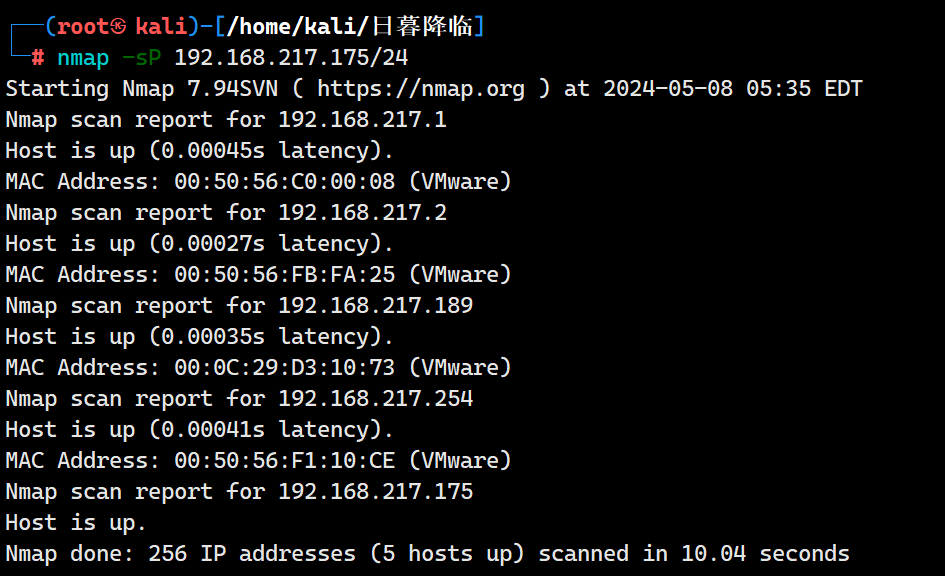 ┌──(root㉿kali)-[/home/kali/日暮降临]
└─# nmap -sP 192.168.217.175/24
Starting Nmap 7.94SVN ( https://nmap.org ) at 2024-05-08 05:35 EDT
Nmap scan report for 192.168.217.1
Host is up (0.00045s latency).
MAC Address: 00:50:56:C0:00:08 (VMware)
Nmap scan report for 192.168.217.2
Host is up (0.00027s latency).
MAC Address: 00:50:56:FB:FA:25 (VMware)
Nmap scan report for 192.168.217.189
Host is up (0.00035s latency).
MAC Address: 00:0C:29:D3:10:73 (VMware)
Nmap scan report for 192.168.217.254
Host is up (0.00041s latency).
MAC Address: 00:50:56:F1:10:CE (VMware)
Nmap scan report for 192.168.217.175
Host is up.
Nmap done: 256 IP addresses (5 hosts up) scanned in 10.04 seconds